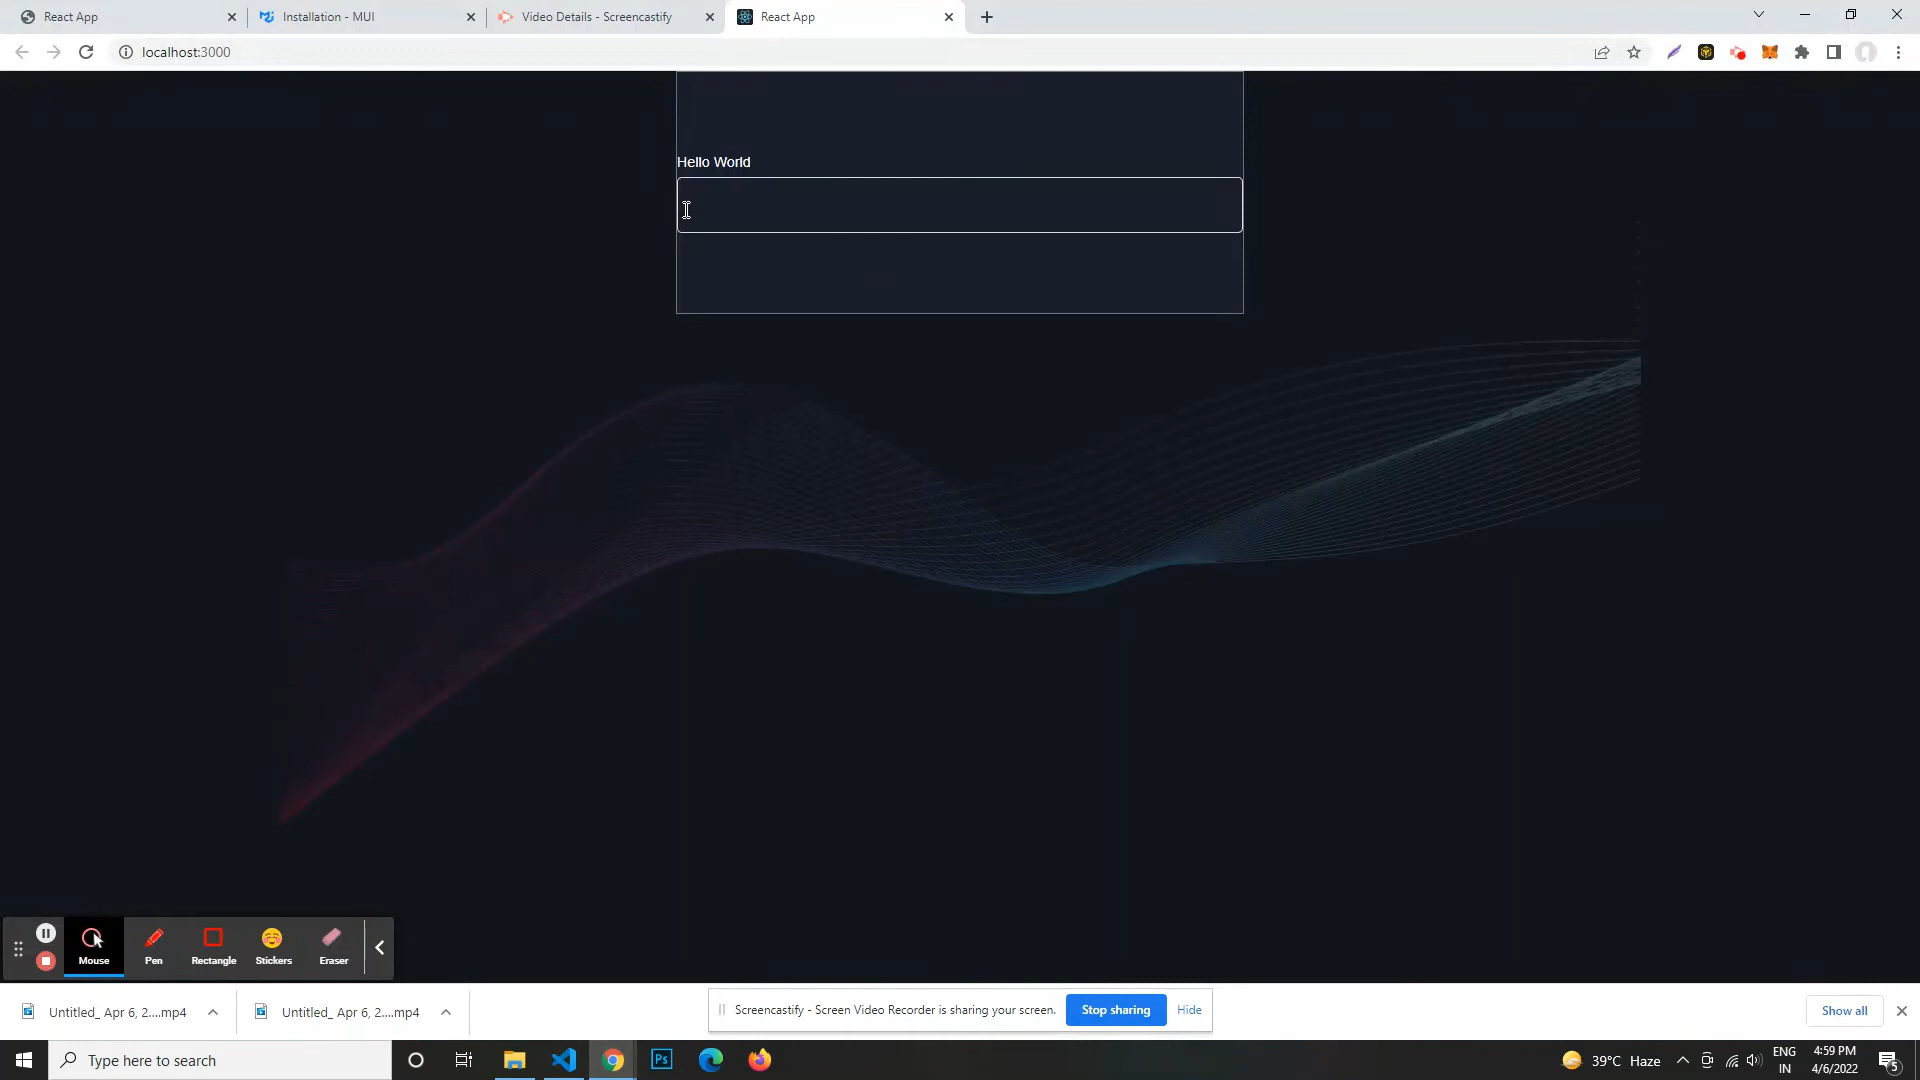 React App
Installation - MUI
Video Details - Screencastify
React App
localhost:3000
Hello World
Mouse
Pen
Rectangle
Stickers
Eraser
Untitled_ Apr 6, 2....mp4
Untitled_ Apr 6, 2....mp4
Screencastify - Screen Video Recorder is sharing your screen.
Stop sharing
Hide
Show all
Type here to search
Ps
39°C Haze
ENG
IN
4:59 PM
4/6/2022
5